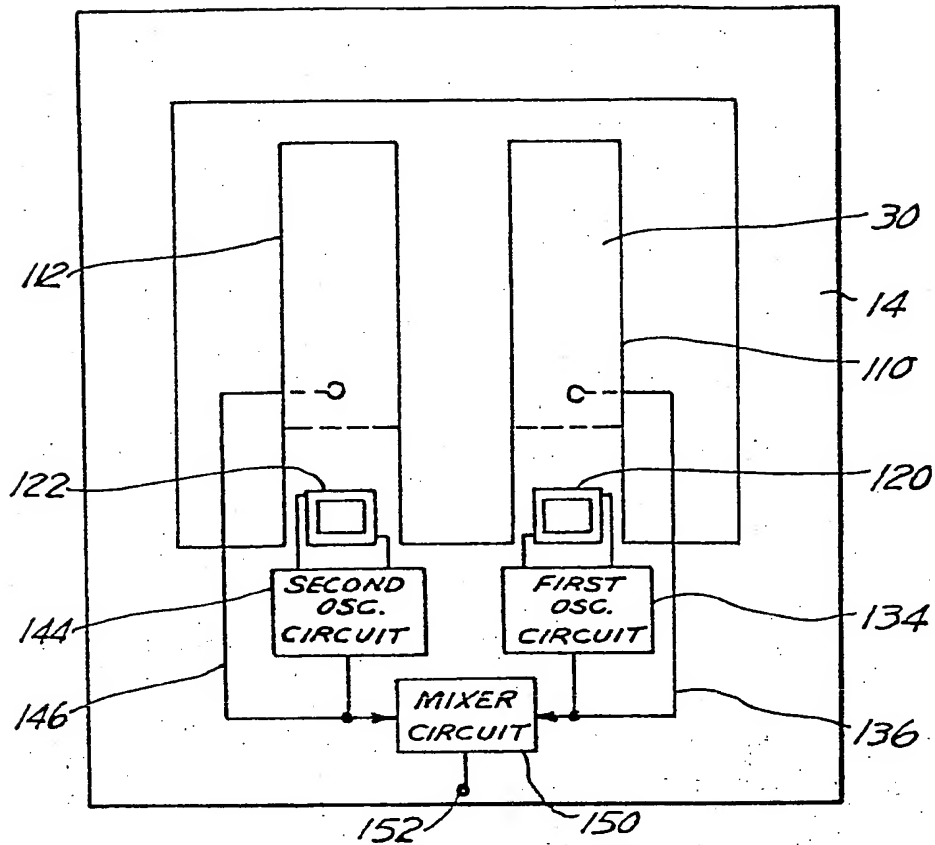 30
112
14
110
122
120
SECOND
OSC.
CIRCUIT
FIRST
OSC.
CIRCUIT
144
134
146
MIXER
CIRCUIT
136
152
150